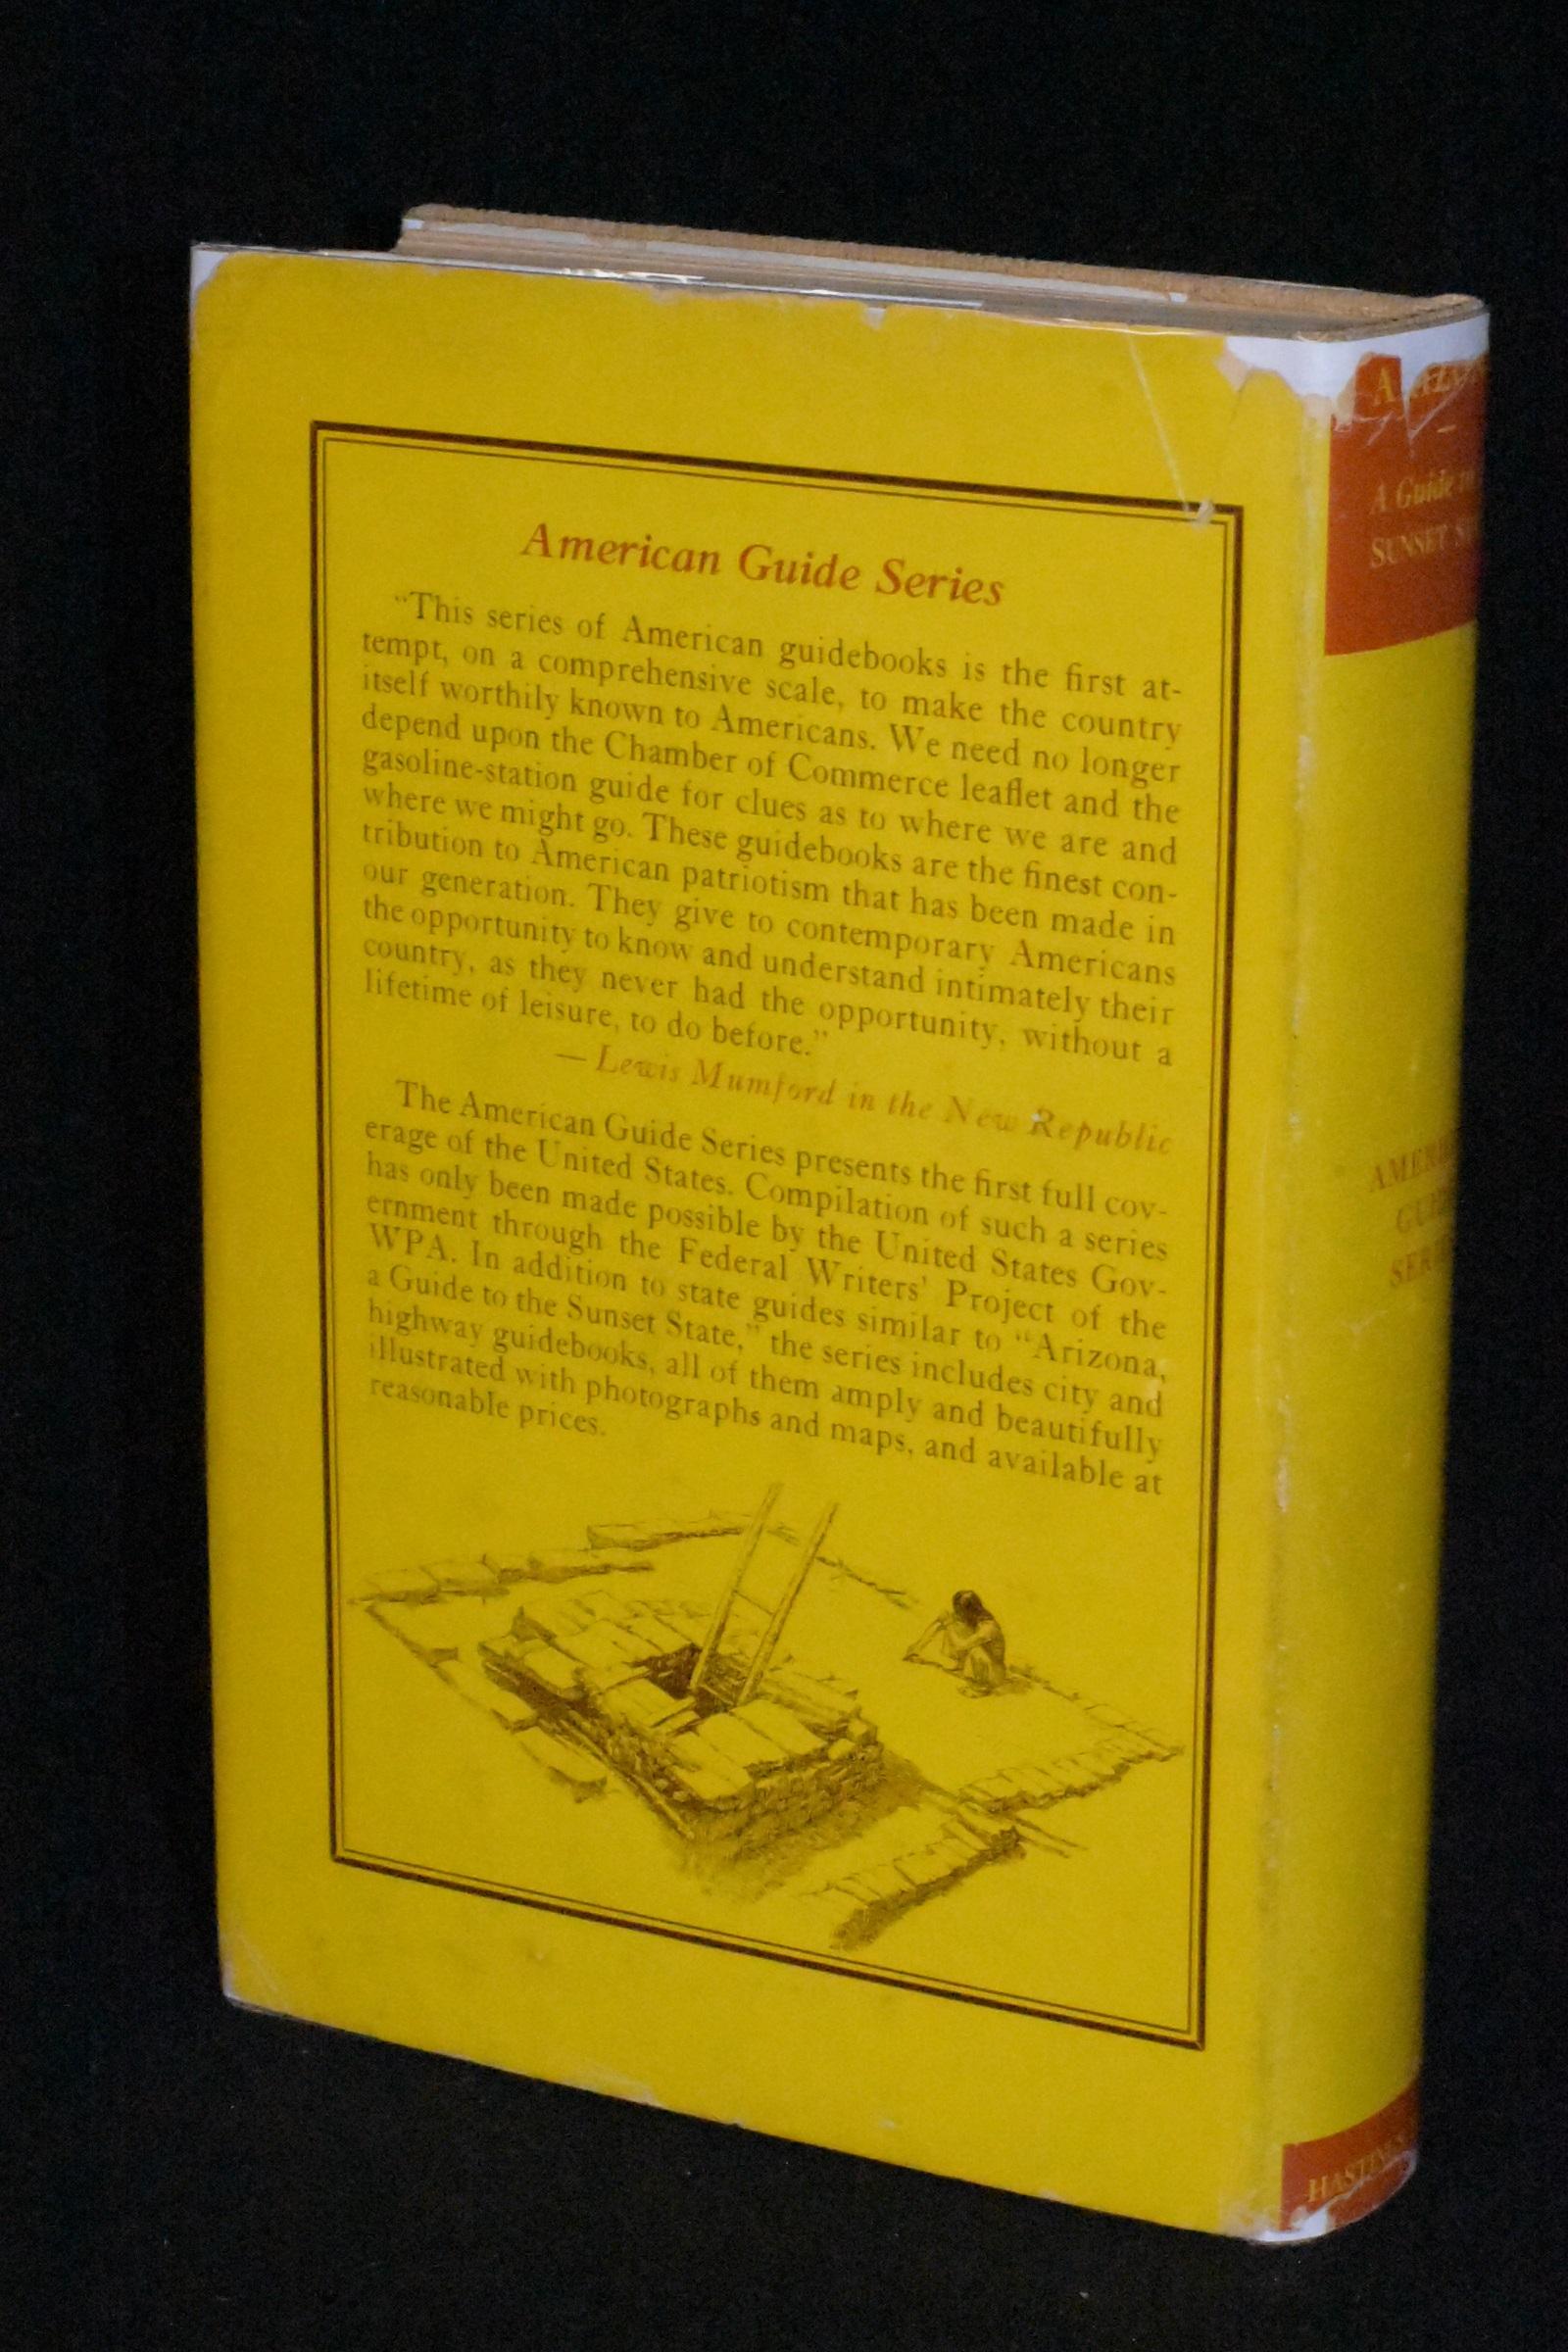 American Guide Series
"This series of American guidebooks is the first at-
tempt, on a comprehensive scale, to make the country
itself worthily known to Americans. We need no longer
depend upon the Chamber of Commerce leaflet and the
gasoline-station guide for clues as to where we are and
where we might go. These guidebooks are the finest con-
tribution to American patriotism that has been made in
our generation. They give to contemporary Americans
the opportunity to know and understand intimately their
country, as they never had the opportunity, without a
lifetime of leisure, to do before."
— Lewis Mumford in the New Republic
The American Guide Series presents the first full cov-
erage of the United States. Compilation of such a series
has only been made possible by the United States Gov-
ernment through the Federal Writers' Project of the
WPA. In addition to state guides similar to "Arizona,
a Guide to the Sunset State," the series includes city and
highway guidebooks, all of them amply and beautifully
illustrated with photographs and maps, and available at
reasonable prices.
A Guide
SUNSET